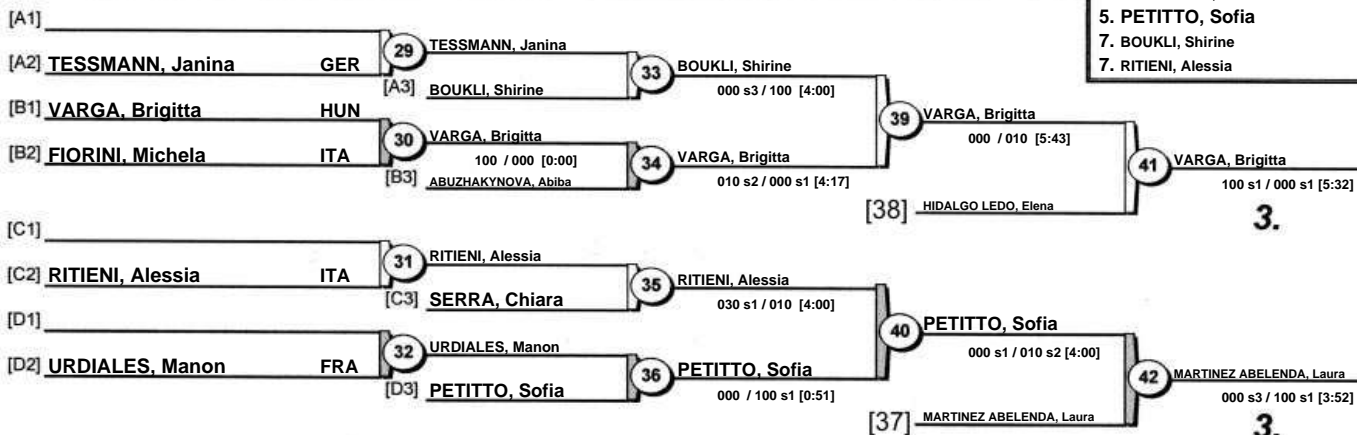 5. PETITTO, Sofia
7. BOUKLI, Shirine
7. RITIENI, Alessia
[A1]
[A2] TESSMANN, Janina GER
29
TESSMANN, Janina
[A3] BOUKLI, Shirine
33
BOUKLI, Shirine
000 s3 / 100 [4:00]
[B1] VARGA, Brigitta HUN
[B2] FIORINI, Michela ITA
30
VARGA, Brigitta
100 / 000 [0:00]
[B3] ABUZHAKYNOVA, Abiba
34
VARGA, Brigitta
010 s2 / 000 s1 [4:17]
39
VARGA, Brigitta
000 / 010 [5:43]
[38] HIDALGO LEDO, Elena
41
VARGA, Brigitta
100 s1 / 000 s1 [5:32]
3.
[C1]
[C2] RITIENI, Alessia ITA
31
RITIENI, Alessia
[C3] SERRA, Chiara
35
RITIENI, Alessia
030 s1 / 010 [4:00]
[D1]
[D2] URDIALES, Manon FRA
32
URDIALES, Manon
[D3] PETITTO, Sofia
36
PETITTO, Sofia
000 / 100 s1 [0:51]
40
PETITTO, Sofia
000 s1 / 010 s2 [4:00]
[37] MARTINEZ ABELENDA, Laura
42
MARTINEZ ABELENDA, Laura
000 s3 / 100 s1 [3:52]
3.